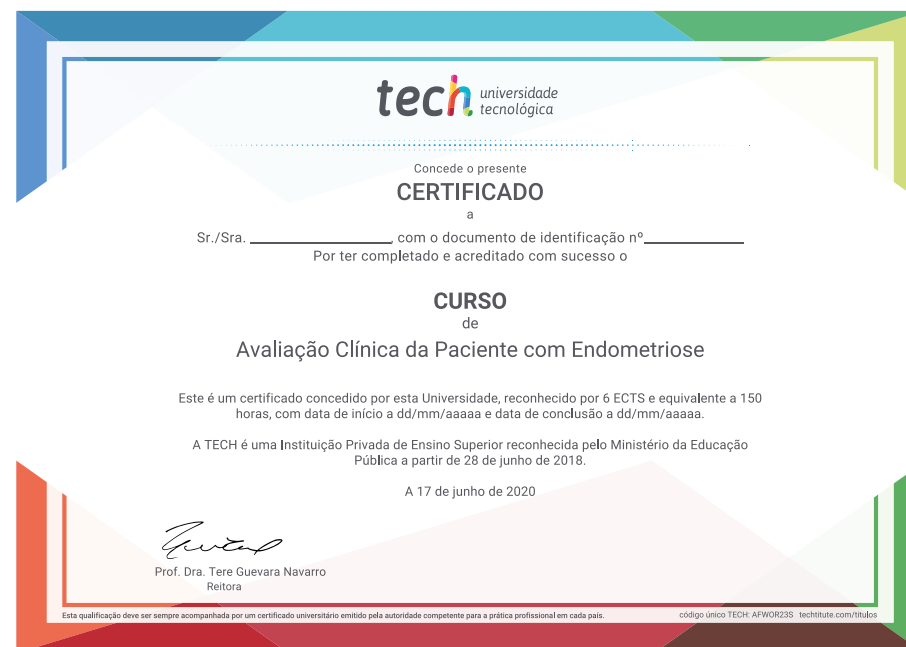 tech universidade
tecnológica
Concede o presente
CERTIFICADO
a
Sr./Sra. ____________________, com o documento de identificação nº______________
Por ter completado e acreditado com sucesso o
CURSO
de
Avaliação Clínica da Paciente com Endometriose
Este é um certificado concedido por esta Universidade, reconhecido por 6 ECTS e equivalente a 150
horas, com data de início a dd/mm/aaaaa e data de conclusão a dd/mm/aaaaa.
A TECH é uma Instituição Privada de Ensino Superior reconhecida pelo Ministério da Educação
Pública a partir de 28 de junho de 2018.
A 17 de junho de 2020
Prof. Dra. Tere Guevara Navarro
Reitora
Esta qualificação deve ser sempre acompanhada por um certificado universitário emitido pela autoridade competente para a prática profissional em cada país.
código único TECH: AFWOR23S techtitute.com/titulos